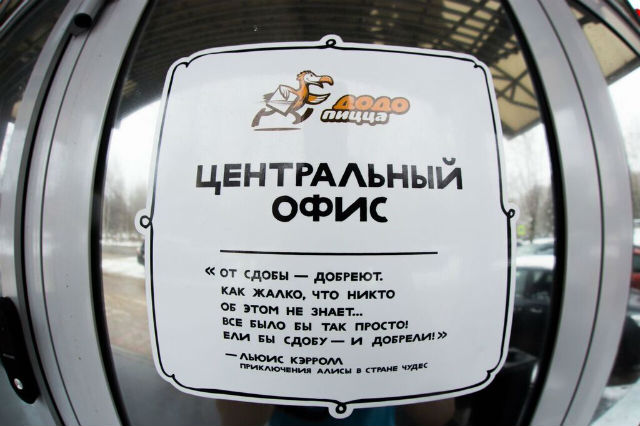 ДОДО
ПИЦЦА
ЦЕНТРАЛЬНЫЙ
ОФИС
« ОТ СДОБЫ — ДОБРЕЮТ.
КАК ЖАЛКО, ЧТО НИКТО
ОБ ЭТОМ НЕ ЗНАЕТ...
ВСЕ БЫЛО БЫ ТАК ПРОСТО!
ЕЛИ БЫ СДОБУ — И ДОБРЕЛИ!»
— ЛЬЮИС КЭРРОЛЛ
ПРИКЛЮЧЕНИЯ АЛИСЫ В СТРАНЕ ЧУДЕС